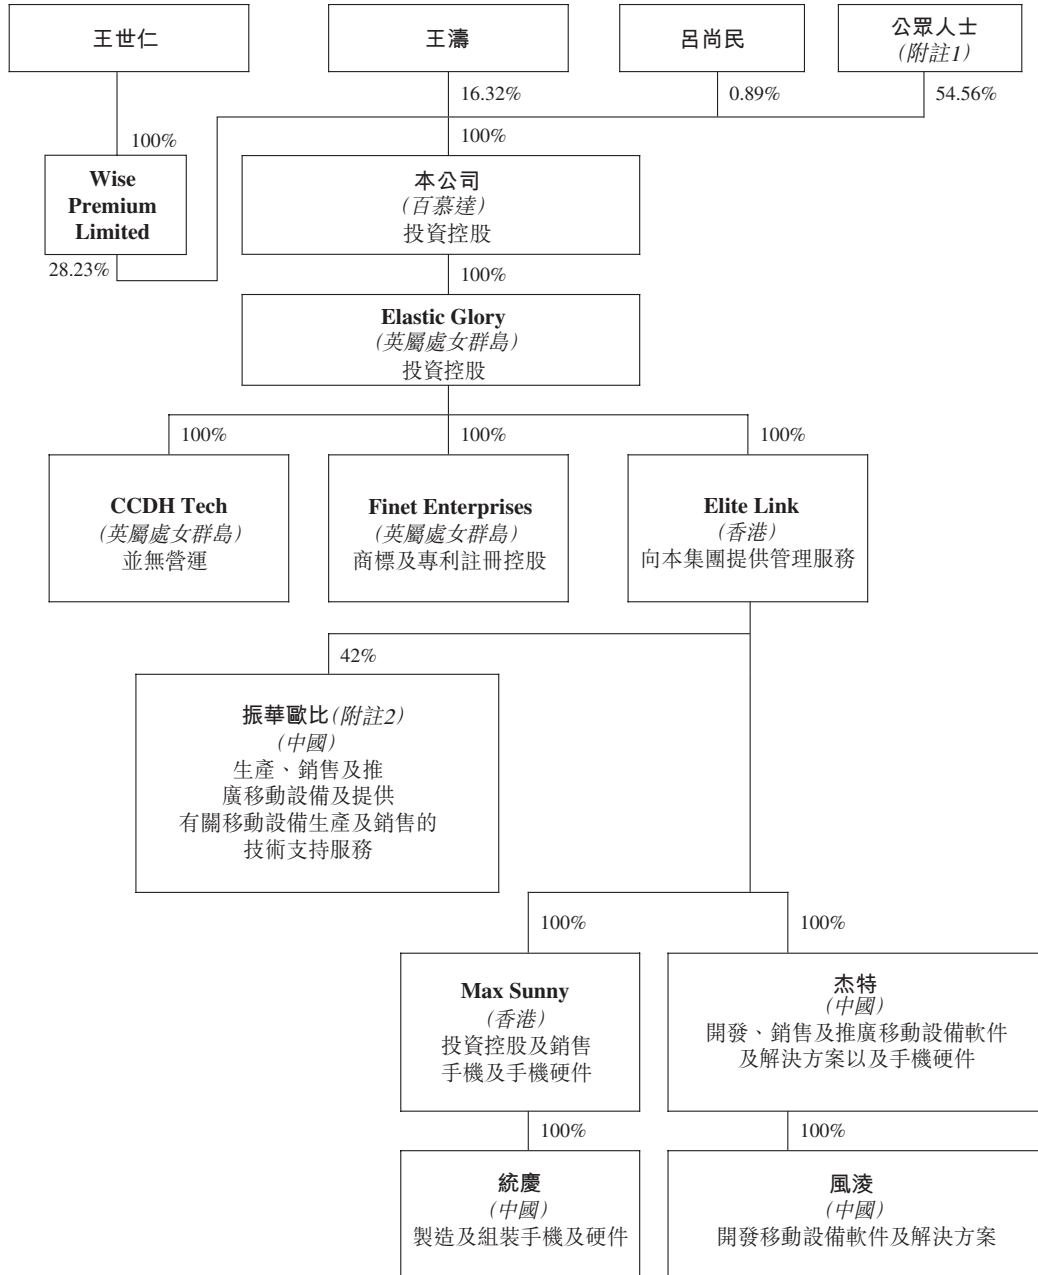 王世仁
王濤
呂尚民
公眾人士
(附註1)
16.32%
0.89%
54.56%
100%
100%
Wise
Premium
Limited
本公司
(百慕達)
投資控股
28.23%
100%
Elastic Glory
(英屬處女群島)
投資控股
100%
100%
100%
CCDH Tech
(英屬處女群島)
並無營運
Finet Enterprises
(英屬處女群島)
商標及專利註冊控股
Elite Link
(香港)
向本集團提供管理服務
42%
振華歐比(附註2)
(中國)
生產、銷售及推
廣移動設備及提供
有關移動設備生產及銷售的
技術支持服務
100%
100%
Max Sunny
(香港)
投資控股及銷售
手機及手機硬件
杰特
(中國)
開發、銷售及推廣移動設備軟件
及解決方案以及手機硬件
100%
100%
統慶
(中國)
製造及組裝手機及硬件
風淩
(中國)
開發移動設備軟件及解決方案